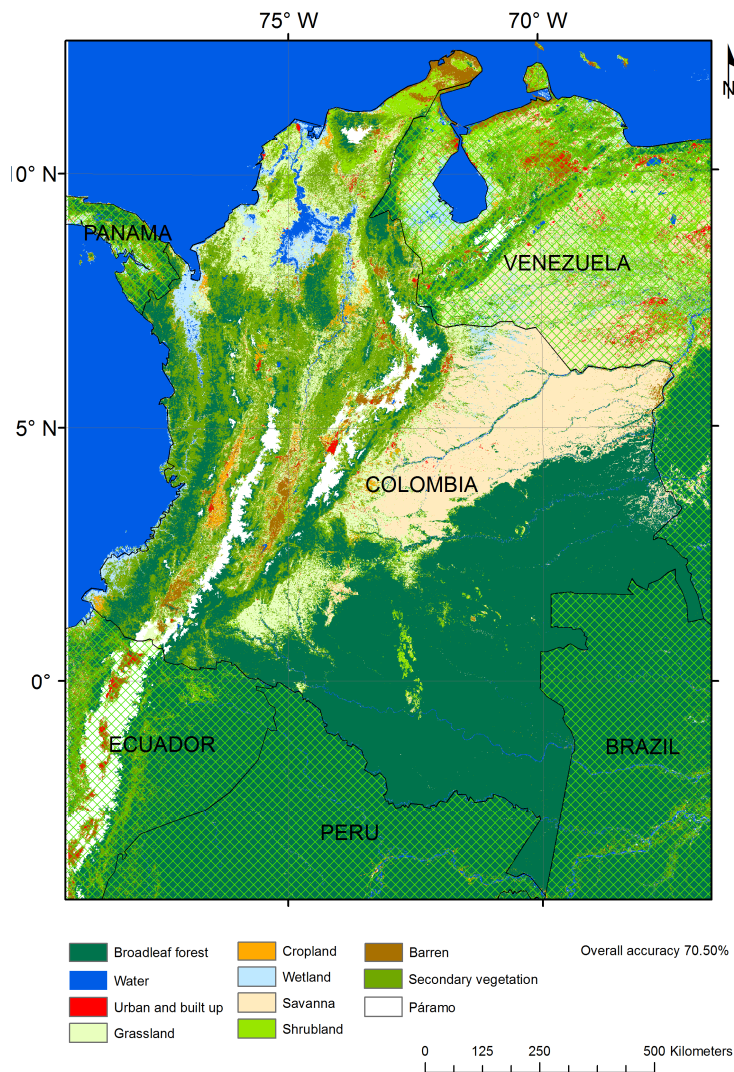 75° W 70° W
N
0° N
PANAMA
VENEZUELA
5° N
COLOMBIA
0°
ECUADOR
BRAZIL
PERU
Broadleaf forest Cropland Barren Overall accuracy 70.50%
Water Wetland Secondary vegetation
Urban and built up Savanna Páramo
Grassland Shrubland
0 125 250 500 Kilometers